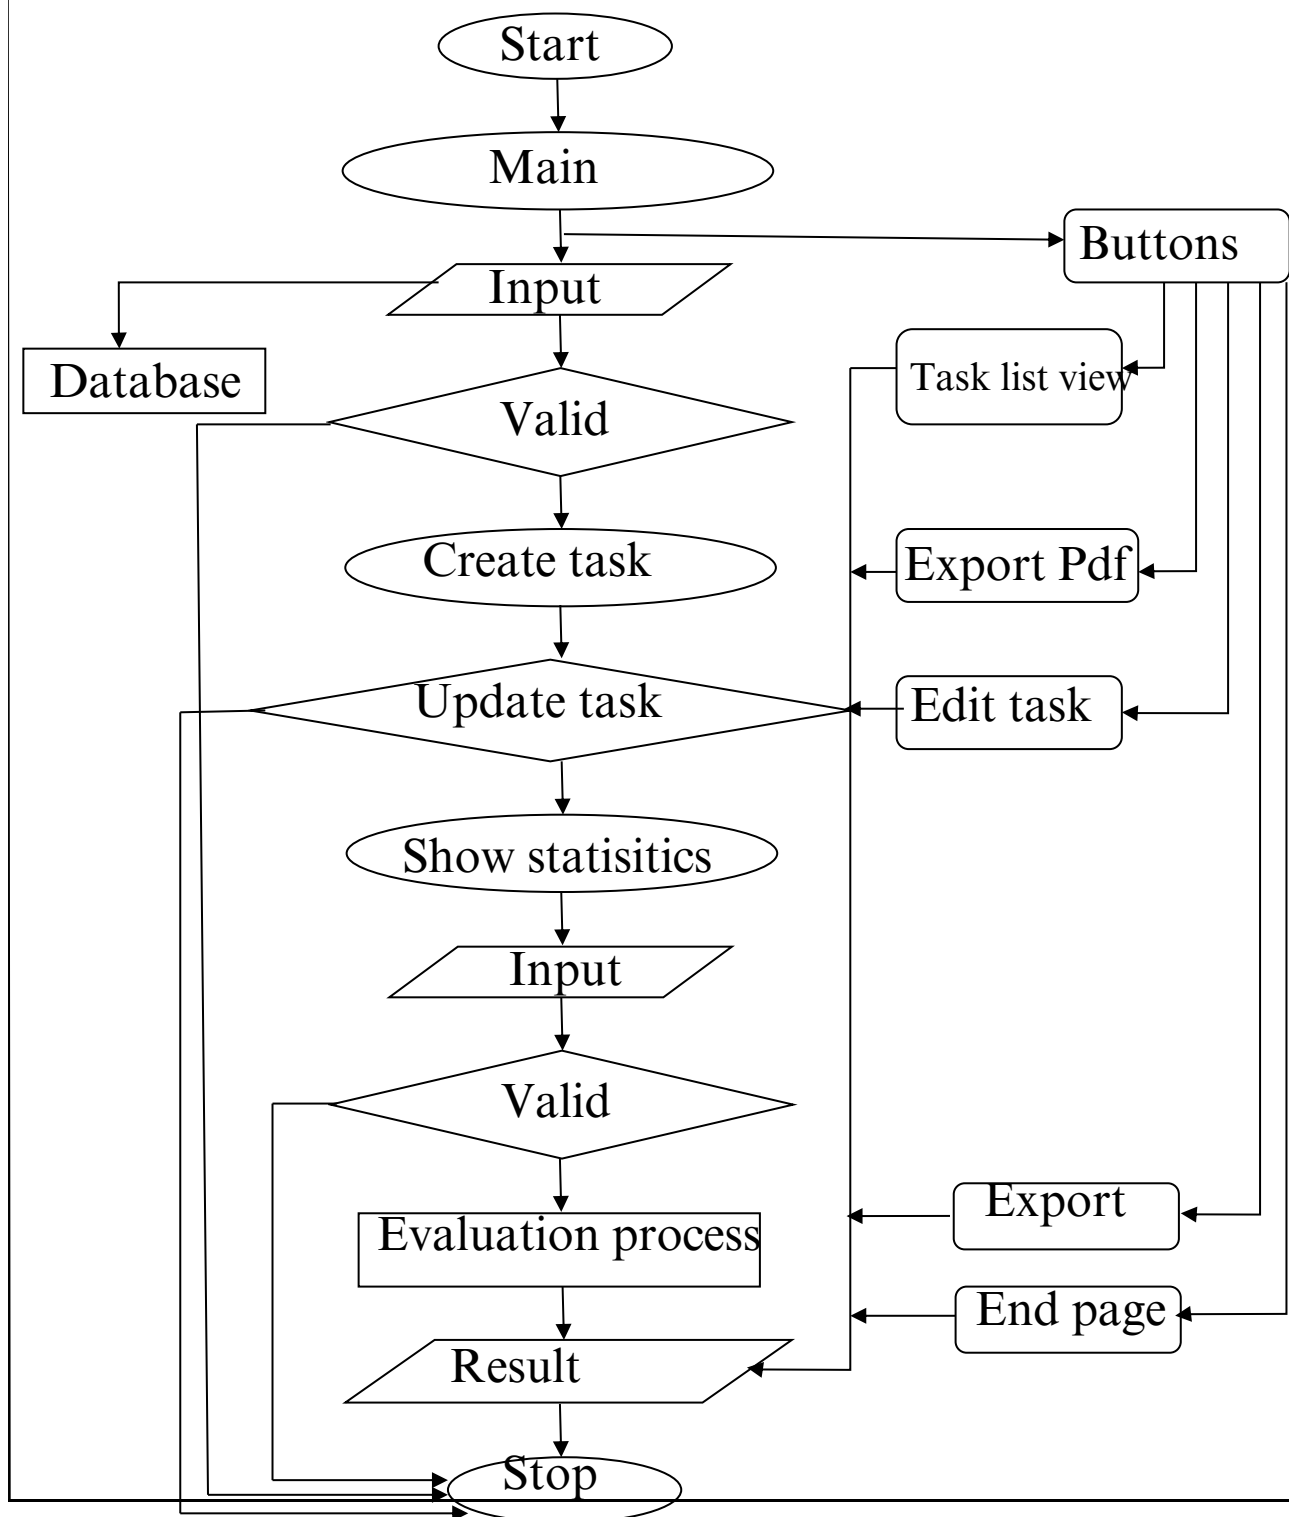 Start
Main
Buttons
Input
Task list view
Database
Valid
Create task
Export Pdf
Update task
Edit task
Show statisitics
Input
Valid
Export
Evaluation process
End page
Result
Stop